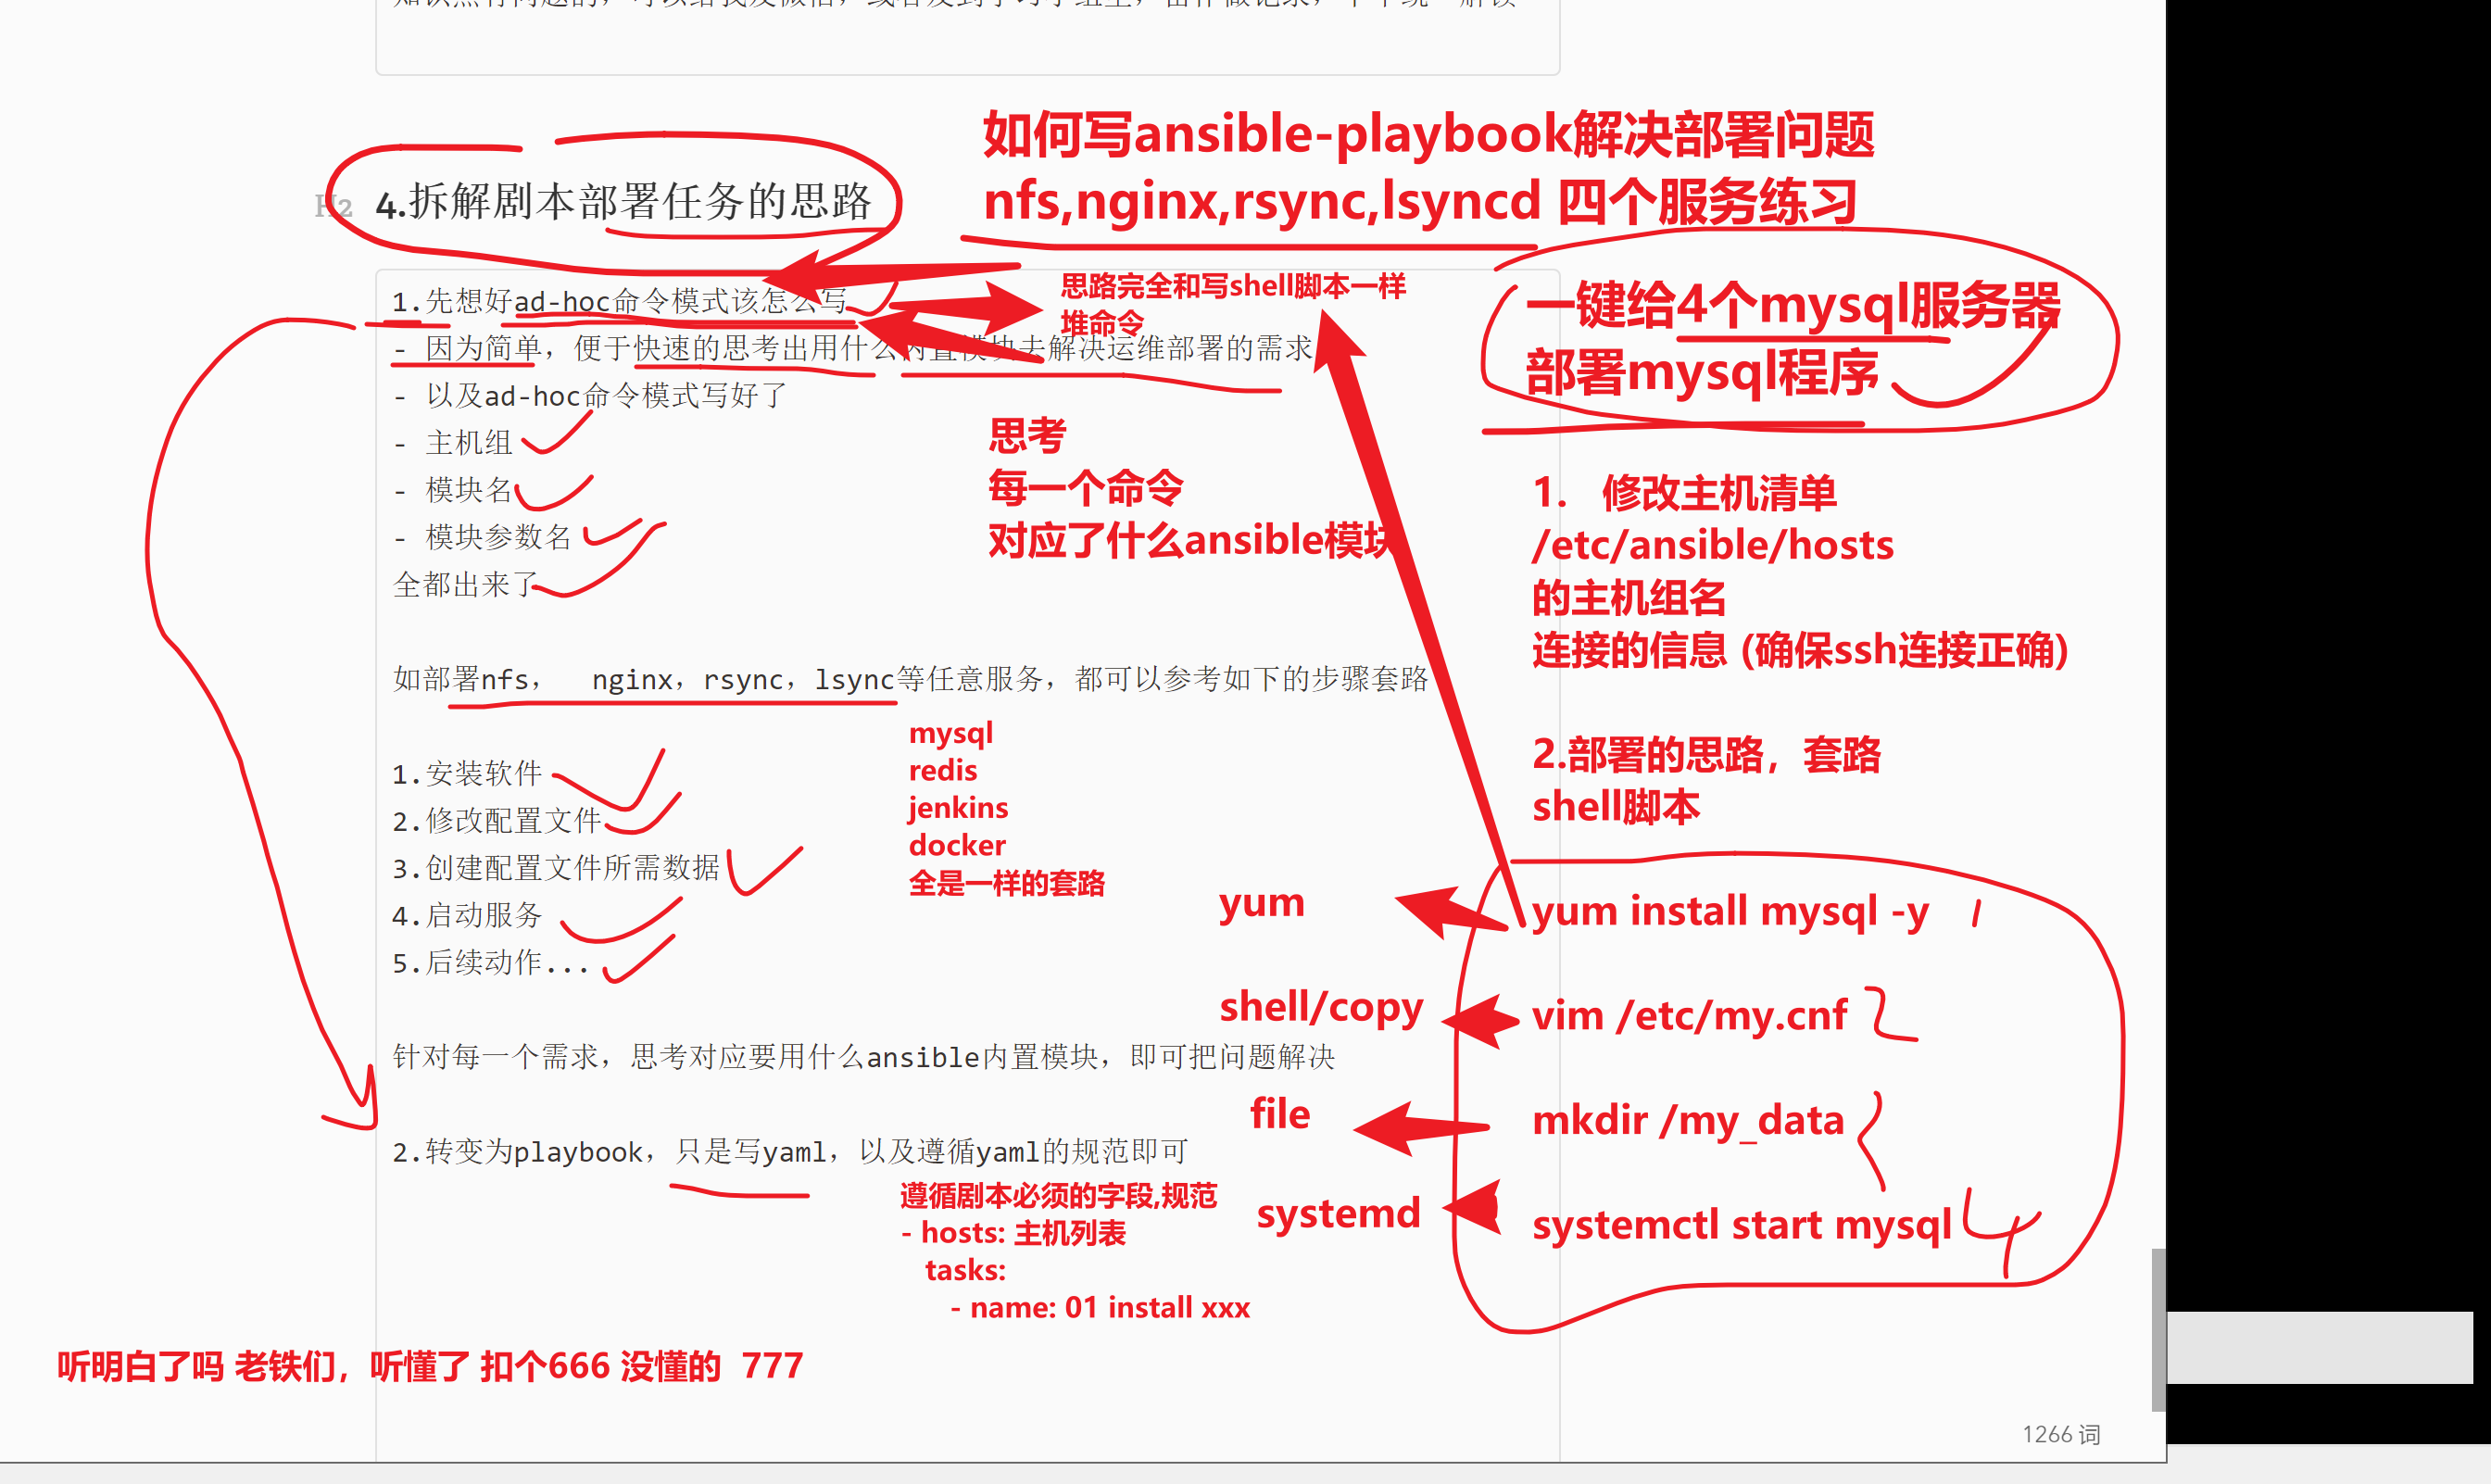 如何写ansible-playbook解决部署问题
nfs,nginx,rsync,lsyncd 四个服务练习
H2 4.拆解剧本部署任务的思路
1.先想好ad-hoc命令模式该怎么写
思路完全和写shell脚本一样
堆命令
- 因为简单，便于快速的思考出用什么内置模块去解决运维部署的需求
- 以及ad-hoc命令模式写好了
- 主机组
- 模块名
- 模块参数名
全都出来了
思考
每一个命令
对应了什么ansible模块
一键给4个mysql服务器
部署mysql程序
1. 修改主机清单
/etc/ansible/hosts
的主机组名
连接的信息 (确保ssh连接正确)
如部署nfs， nginx，rsync，lsync等任意服务，都可以参考如下的步骤套路
mysql
redis
jenkins
docker
全是一样的套路
1.安装软件
2.修改配置文件
3.创建配置文件所需数据
4.启动服务
5.后续动作...
2.部署的思路，套路
shell脚本
yum
yum install mysql -y
shell/copy
vim /etc/my.cnf
file
mkdir /my_data
systemd
systemctl start mysql
针对每一个需求，思考对应要用什么ansible内置模块，即可把问题解决
2.转变为playbook，只是写yaml，以及遵循yaml的规范即可
遵循剧本必须的字段,规范
- hosts: 主机列表
tasks:
- name: 01 install xxx
听明白了吗 老铁们，听懂了 扣个666 没懂的 777
1266 词